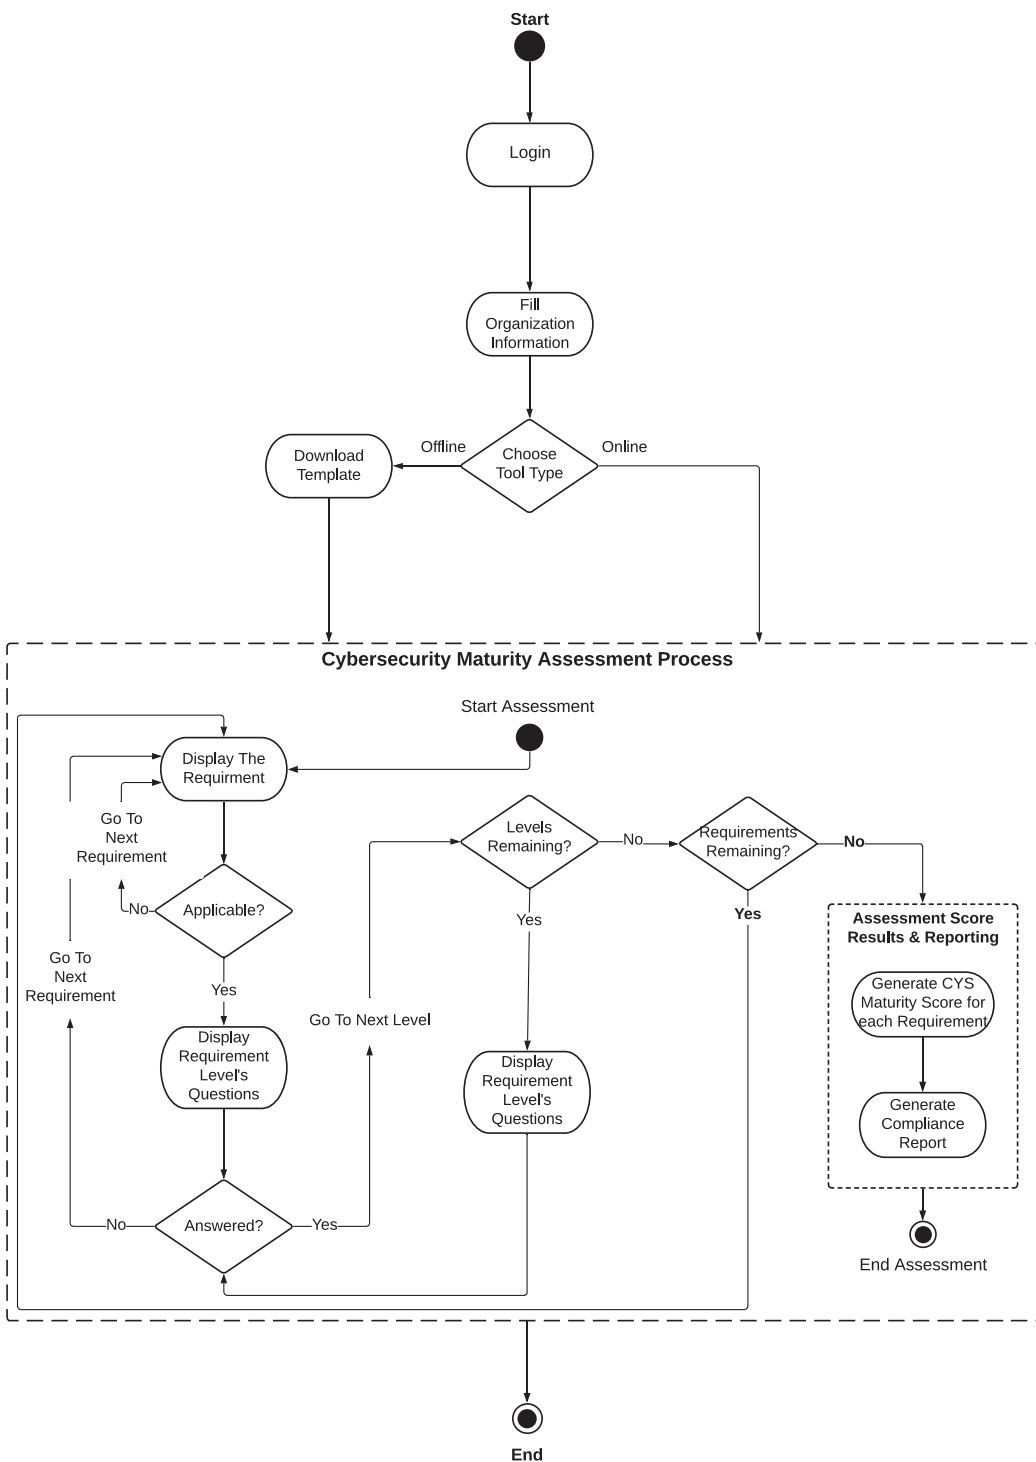 Start
Login
Fill
Organization
Information
Offline
Choose
Tool Type
Online
Download
Template
Cybersecurity Maturity Assessment Process
Start Assessment
Display The
Requirment
Go To
Next
Requirement
Levels
Remaining?
No
Requirements
Remaining?
No
No
Applicable?
Yes
Yes
Assessment Score
Results & Reporting
Go To
Next
Requirement
Yes
Generate CYS
Maturity Score for
each Requirement
Go To Next Level
Display
Requirement
Level's
Questions
Display
Requirement
Level's
Questions
Generate
Compliance
Report
No
Answered?
Yes
End Assessment
End